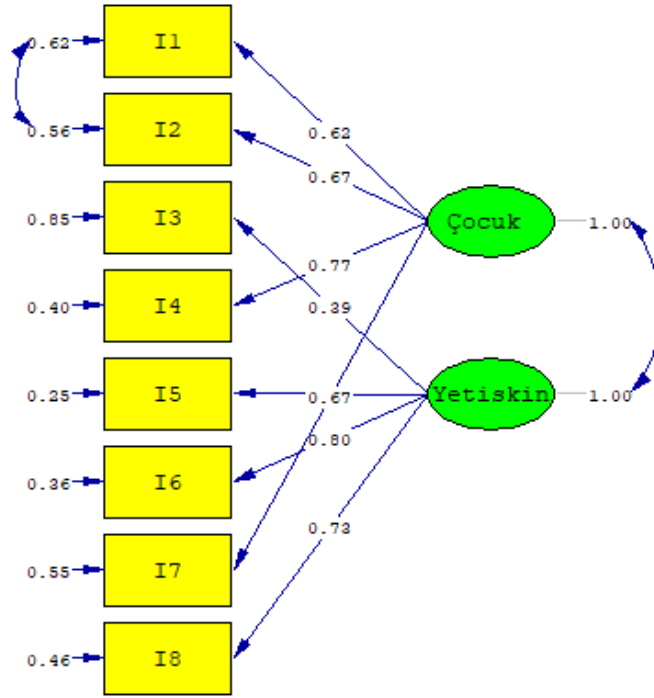 0.62 I1
0.56 I2 0.62
0.67
0.85 I3 Çocuk 1.00
0.77
0.40 I4 0.39
0.25 I5 0.67 Yetiskin 1.00
0.80
0.36 I6
0.73
0.55 I7
0.46 I8